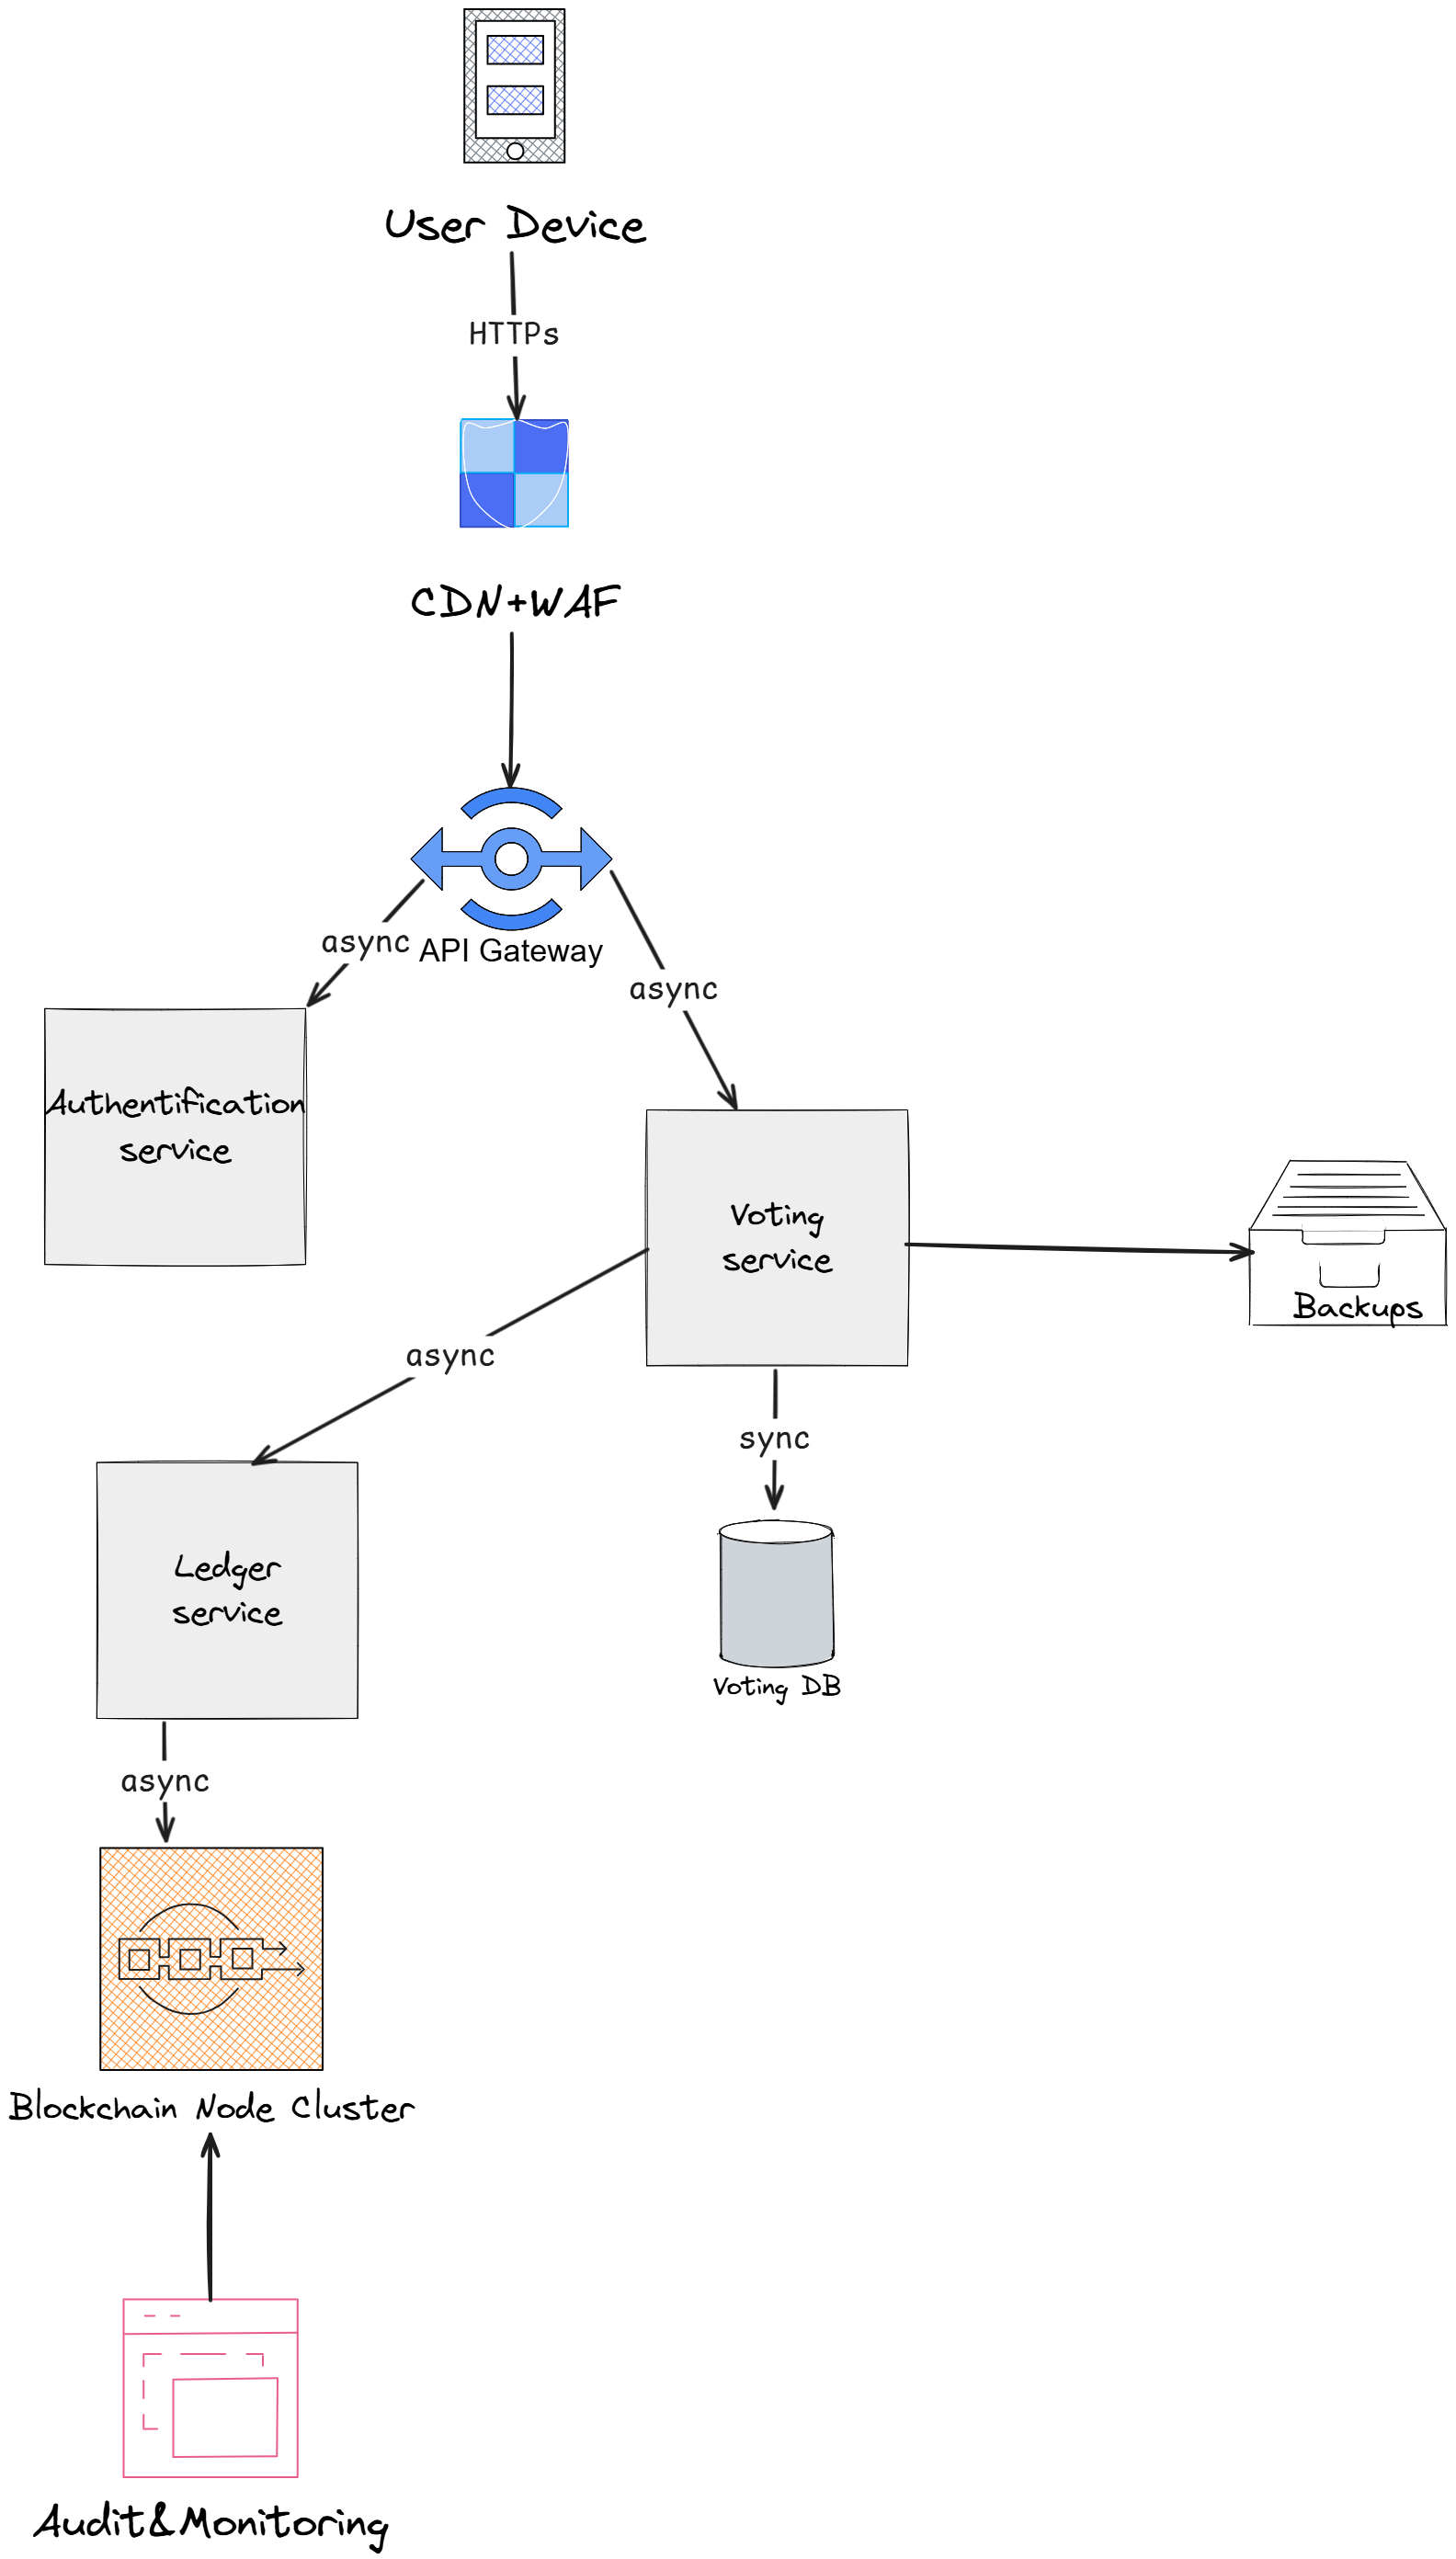 User Device
HTTPs
CDN+WAF
async
API Gateway
async
Authentification
service
Voting
service
Backups
async
sync
Ledger
service
Voting DB
async
Blockchain Node Cluster
Audit&Monitoring